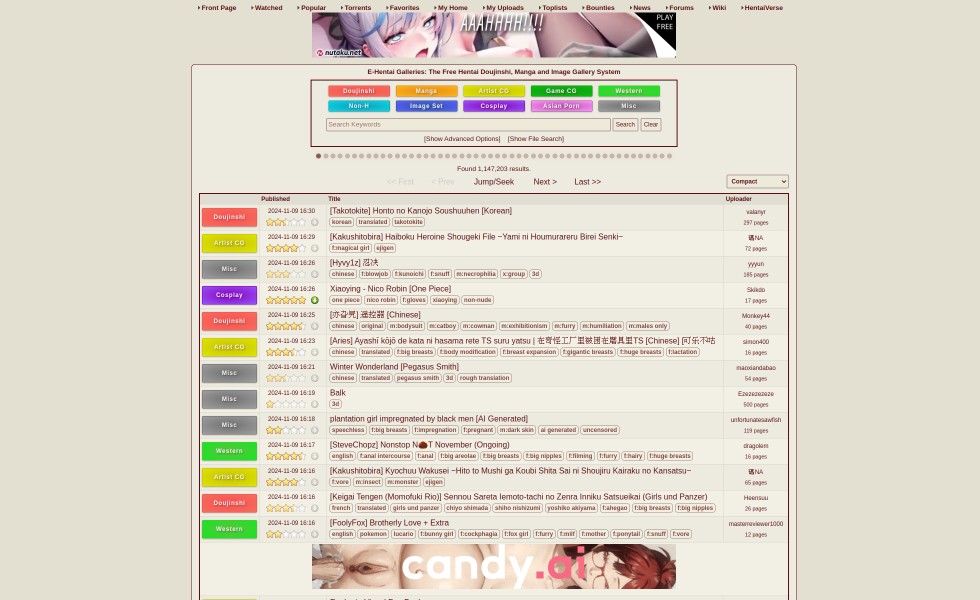 Front Page Watched Popular Torrents Favorites My Home My Uploads Toplists Bounties News Forums Wiki HentaiVerse
AAAHHHH!!!!
PLAY FREE
nutaku.net
E-Hentai Galleries: The Free Hentai Doujinshi, Manga and Image Gallery System
Doujinshi Manga Artist CG Game CG Western
Non-H Image Set Cosplay Asian Porn Misc
Search Keywords Search Clear
[Show Advanced Options] [Show File Search]
Found 1,147,203 results.
<< First < Prev Jump/Seek Next > Last >> Compact
Published Title Uploader
Doujinshi 2024-11-09 16:30 [Takotokite] Honto no Kanojo Soushuuhen [Korean] valanyr
korean translated takotokite 297 pages
Artist CG 2024-11-09 16:29 [Kakushitobira] Haiboku Heroine Shougeki File ~Yami ni Houmurareru Birei Senki~ NA
f:magical girl ejigen 72 pages
Misc 2024-11-09 16:26 [Hyvy1z] 忍决 yyyun
chinese f:blowjob f:kunoichi f:snuff m:necrophilia x:group 3d 185 pages
Cosplay 2024-11-09 16:26 Xiaoying - Nico Robin [One Piece] Skikdo
one piece nico robin f:gloves xiaoying non-nude 17 pages
Doujinshi 2024-11-09 16:25 遥控器 [Chinese] Monkey44
chinese original m:bodysuit m:catboy m:cowman m:exhibitionism m:furry m:humiliation m:males only 40 pages
Artist CG 2024-11-09 16:23 [Aries] Ayashī kōjō de kata ni hasama rete TS suru yatsu | 在奇怪工厂里被困在磨具里TS [Chinese] simon400
chinese translated f:big breasts f:body modification f:breast expansion f:gigantic breasts f:huge breasts f:lactation 16 pages
Misc 2024-11-09 16:21 Winter Wonderland [Pegasus Smith] maoxiandabao
chinese translated pegasus smith 3d rough translation 54 pages
Misc 2024-11-09 16:19 Balk Ezezezezeze
3d 500 pages
Misc 2024-11-09 16:18 plantation girl impregnated by black men [AI Generated] unfortunatesawfish
speechless f:big breasts f:impregnation f:pregnant m:dark skin ai generated uncensored 119 pages
Western 2024-11-09 16:17 [SteveChopz] Nonstop N🌰T November (Ongoing) dragolem
english f:anal intercourse f:anal f:big areolae f:big breasts f:big nipples f:filming f:furry f:hairy f:huge breasts 16 pages
Artist CG 2024-11-09 16:16 [Kakushitobira] Kyochuu Wakusei ~Hito to Mushi ga Koubi Shita Sai ni Shoujiru Kairaku no Kansatsu~ NA
f:vore m:insect m:monster ejigen 65 pages
Doujinshi 2024-11-09 16:16 [Keigai Tengen (Momofuki Rio)] Sennou Sareta Iemoto-tachi no Zenra Inniku Satsueikai (Girls und Panzer) Heensuu
french translated girls und panzer chiyo shimada shiho nishizumi yoshiko akiyama f:ahegao f:big breasts f:big nipples 26 pages
Western 2024-11-09 16:16 [FoolyFox] Brotherly Love + Extra masterreviewer1000
english pokemon lucario f:bunny girl f:cockphagia f:fox girl f:furry f:milf f:mother f:ponytail f:snuff f:vore 12 pages
candy.ai